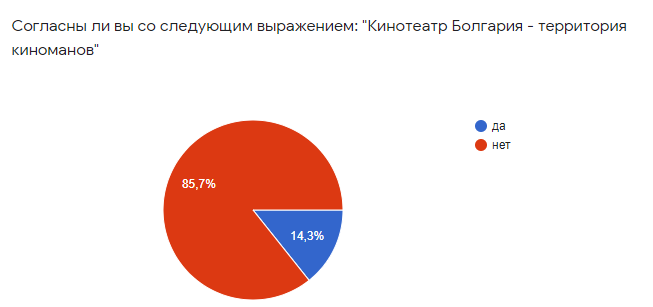 Согласны ли вы со следующим выражением: "Кинотеатр Болгария - территория
киноманов"
да
нет
85,7%
14,3%